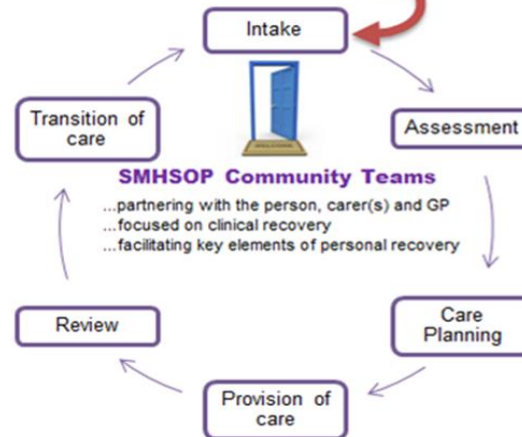 Intake
Assessment
Care
Planning
Provision of
care
Review
Transition of
care
SMHSOP Community Teams
...partnering with the person, carer(s) and GP
...focused on clinical recovery
...facilitating key elements of personal recovery